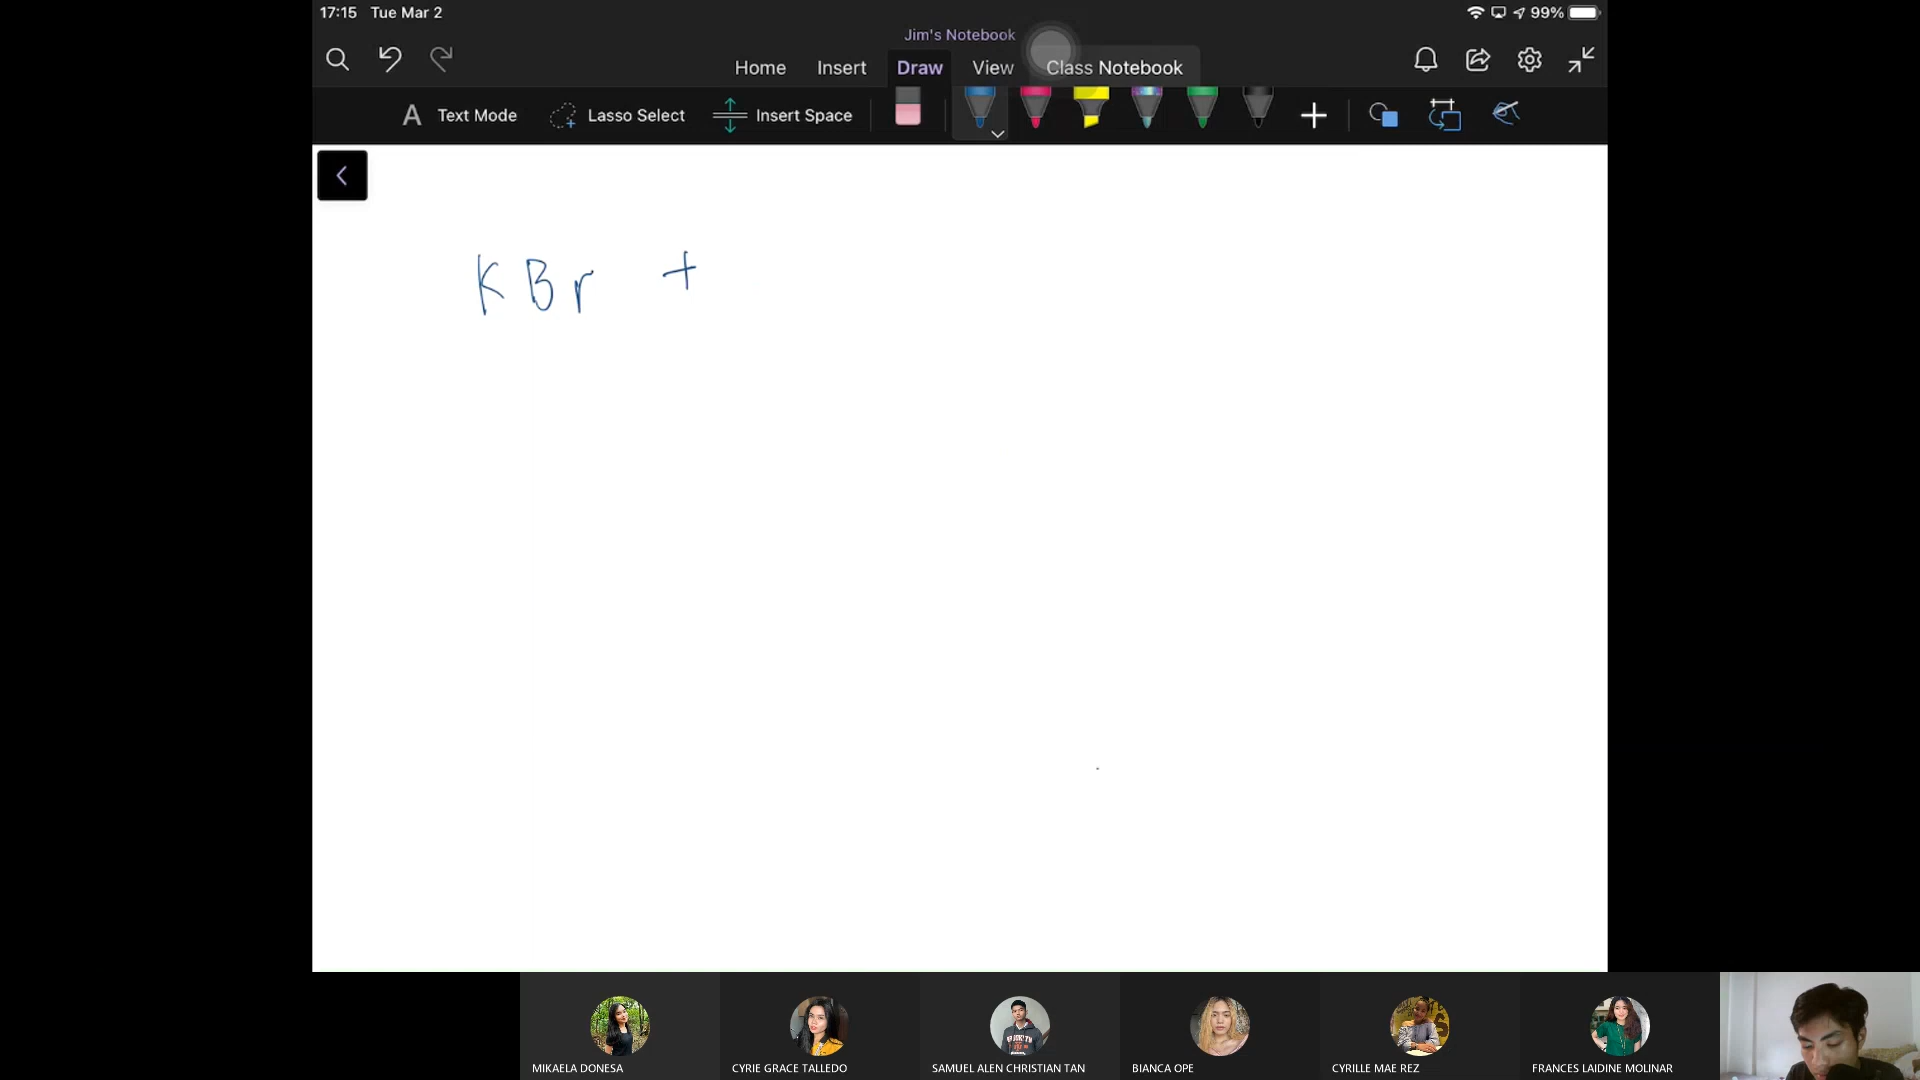 17:15 Tue Mar 2 99%
Jim's Notebook
Home Insert Draw View Class Notebook
A Text Mode Lasso Select Insert Space
KBr +
MIKAELA DONESA CYRIE GRACE TALLEDO SAMUEL ALEN CHRISTIAN TAN BIANCA OPE CYRILLE MAE REZ FRANCES LAIDINE MOLINAR